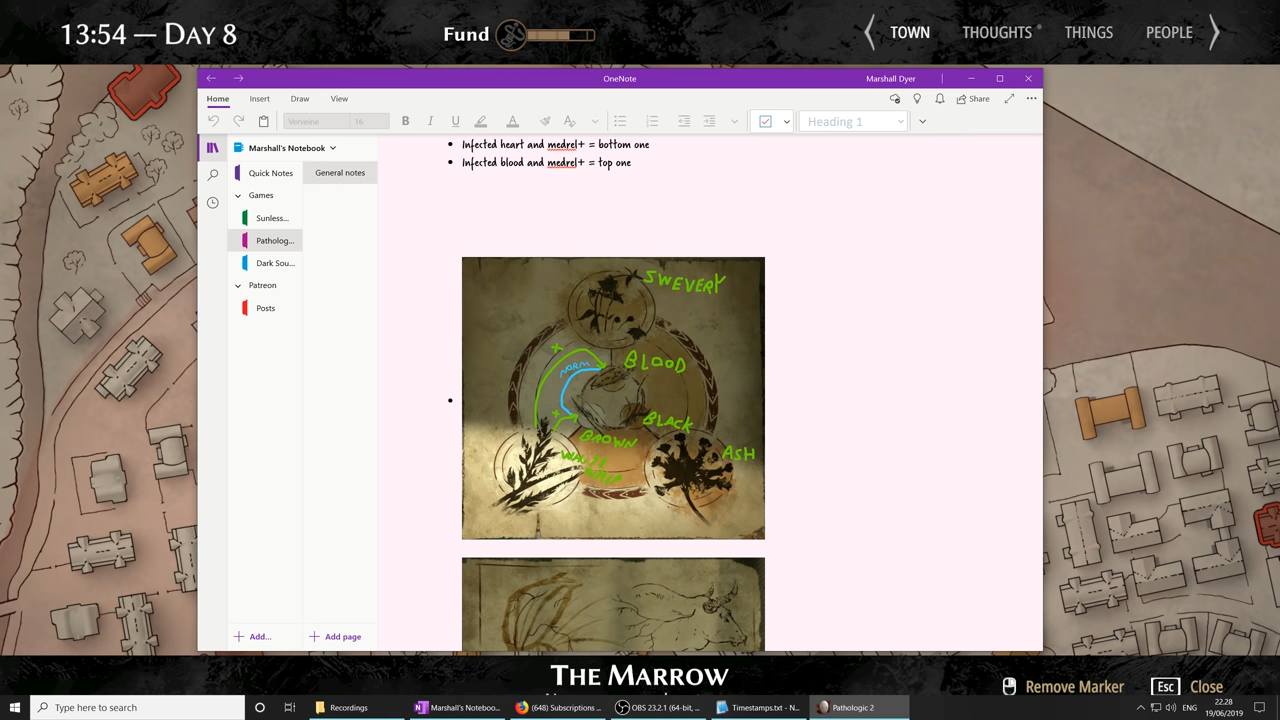 13:54 — DAY 8
Fund
TOWN
THOUGHTS
THINGS
PEOPLE
OneNote
Marshall Dyer
Home
Insert
Draw
View
Share
Verveine
16
B
I
U
A
Heading 1
Marshall's Notebook
Quick Notes
Games
Sunless...
Patholog...
Dark Sou...
Patreon
Posts
General notes
Infected heart and medrel+ = bottom one
Infected blood and medrel+ = top one
SWEVERY
+
NORM
BLOOD
+
BLACK
BROWN
ASH
WHIP
Add...
Add page
THE MARROW
Remove Marker
Esc
Close
Type here to search
Recordings
Marshall's Noteboo...
(648) Subscriptions ...
OBS 23.2.1 (64-bit, ...
Timestamps.txt - N...
Pathologic 2
ENG
22.28
19/06/2019